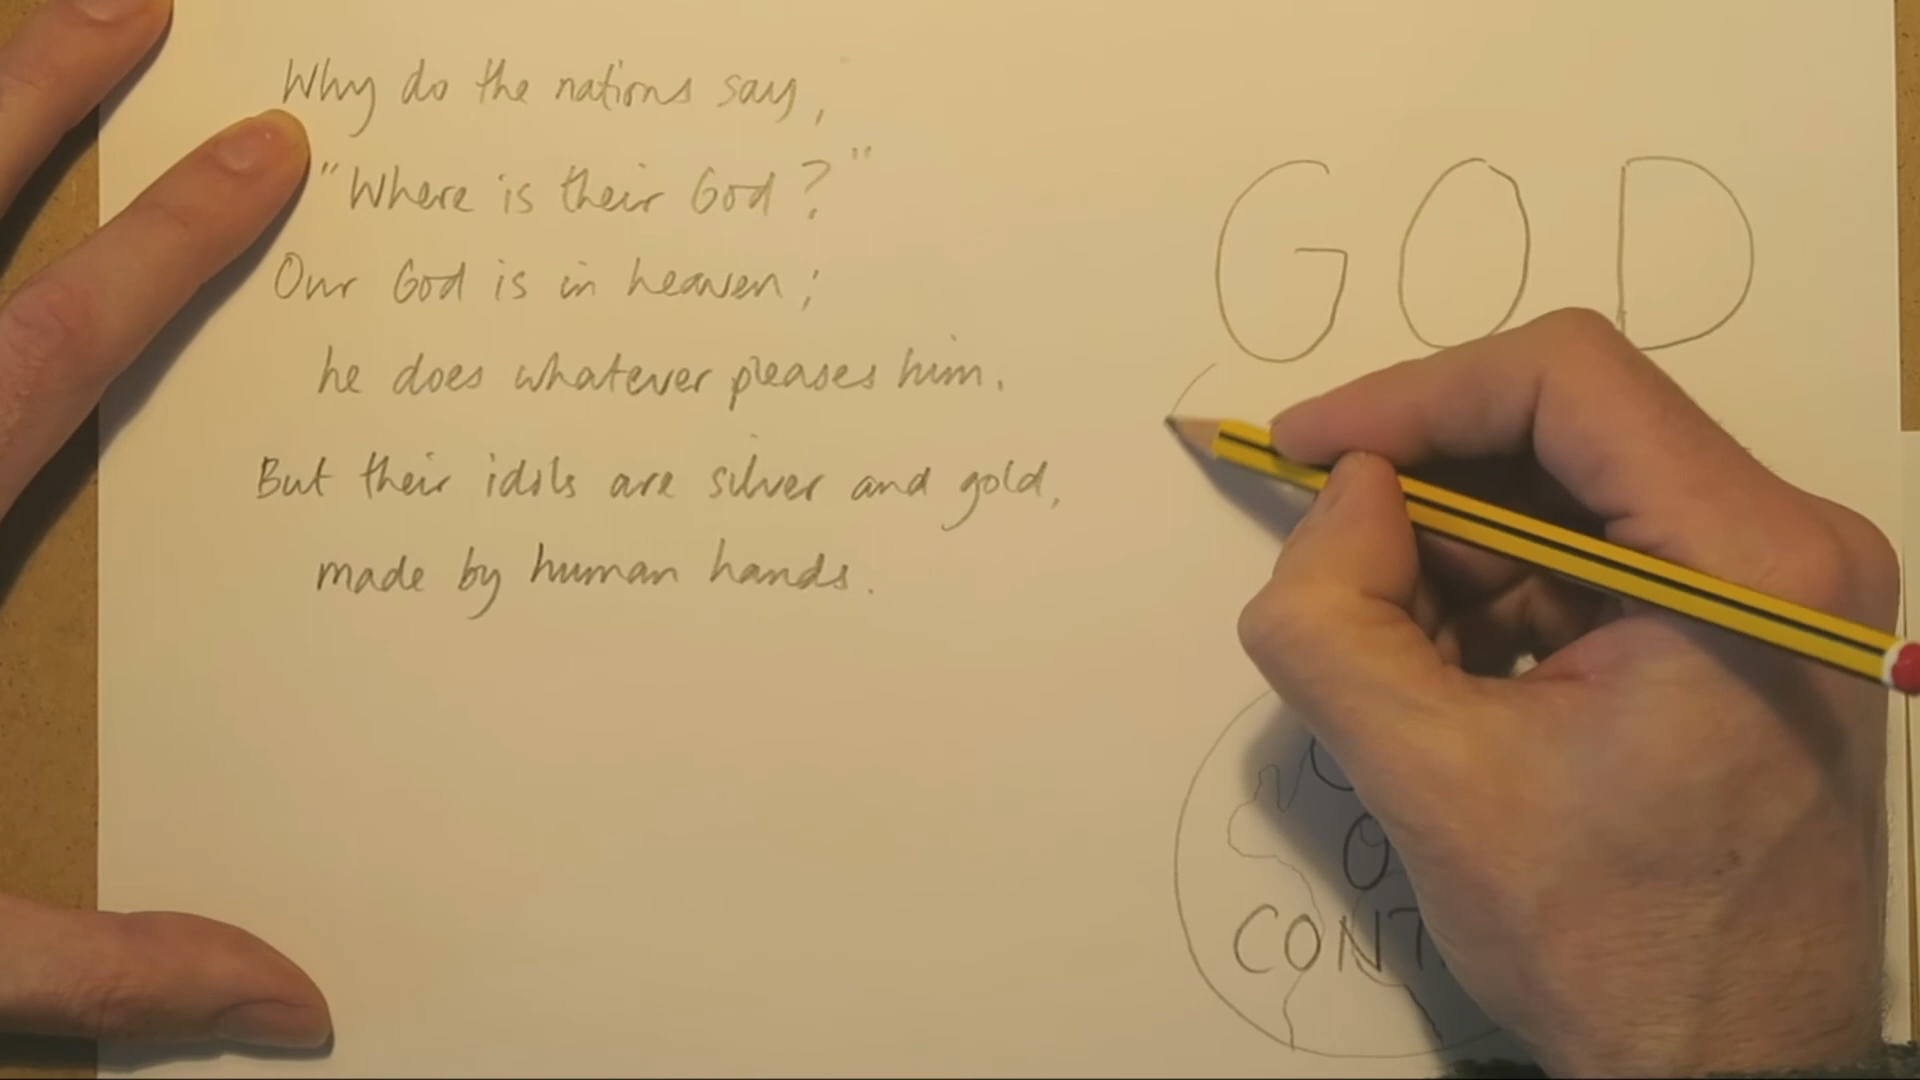 Why do the nations say,
"Where is their God?"
Our God is in heaven;
he does whatever pleases him.
But their idols are silver and gold,
made by human hands.
GOD